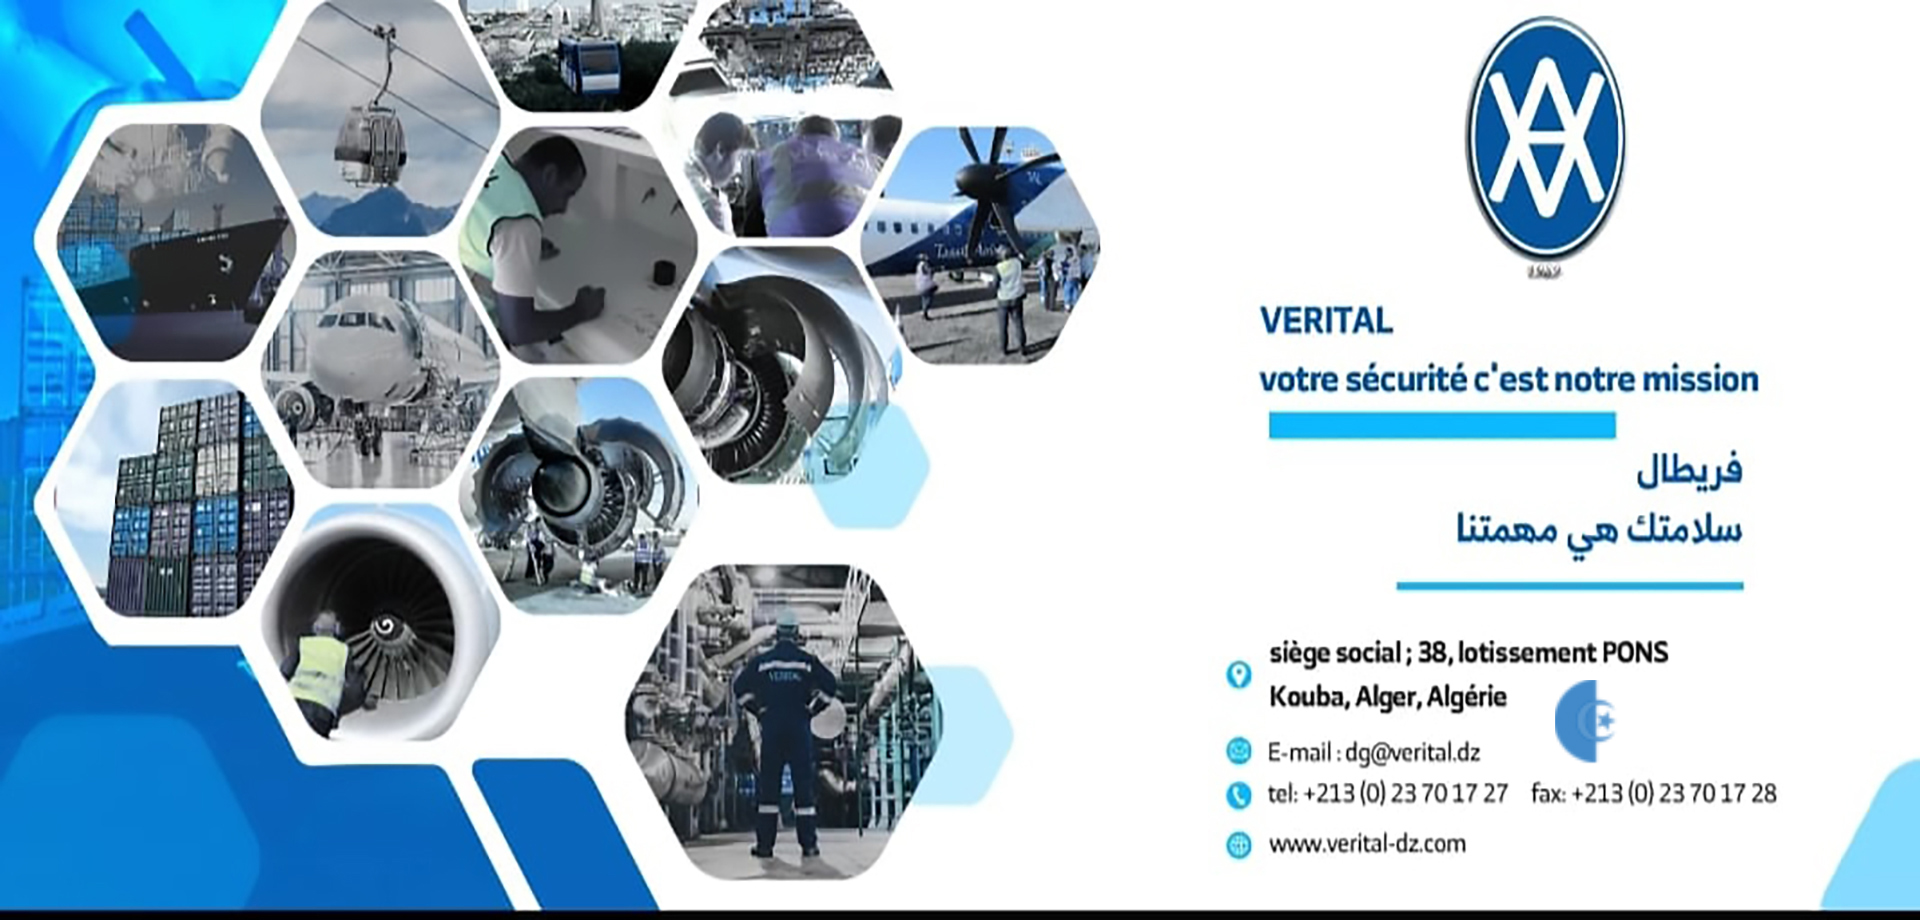 VERITAL
votre sécurité c'est notre mission
فريطال
سلامتك هي مهمتنا
siège social ; 38, lotissement PONS
Kouba, Alger, Algérie
E-mail : dg@verital.dz
tel: +213 (0) 23 70 17 27 fax: +213 (0) 23 70 17 28
www.verital-dz.com
VERITAL